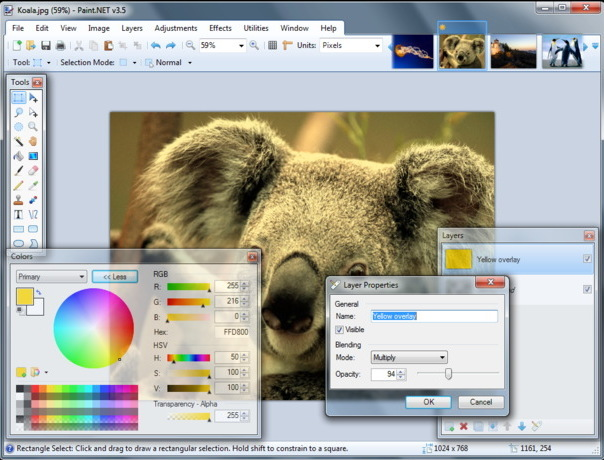 Koala.jpg (59%) - Paint.NET v3.5
File Edit View Image Layers Adjustments Effects Utilities Window Help
59% Units: Pixels
Tool: Selection Mode: Normal
Tools
Layers
Yellow overlay
Colors
Primary
<< Less
RGB
R: 255
G: 216
B: 0
Hex: FFD800
HSV
H: 50
S: 100
V: 100
Transparency - Alpha
255
Layer Properties
General
Name: Yellow overlay
Visible
Blending
Mode: Multiply
Opacity: 94
OK Cancel
Rectangle Select: Click and drag to draw a rectangular selection. Hold shift to constrain to a square.
1024 x 768
1161, 254